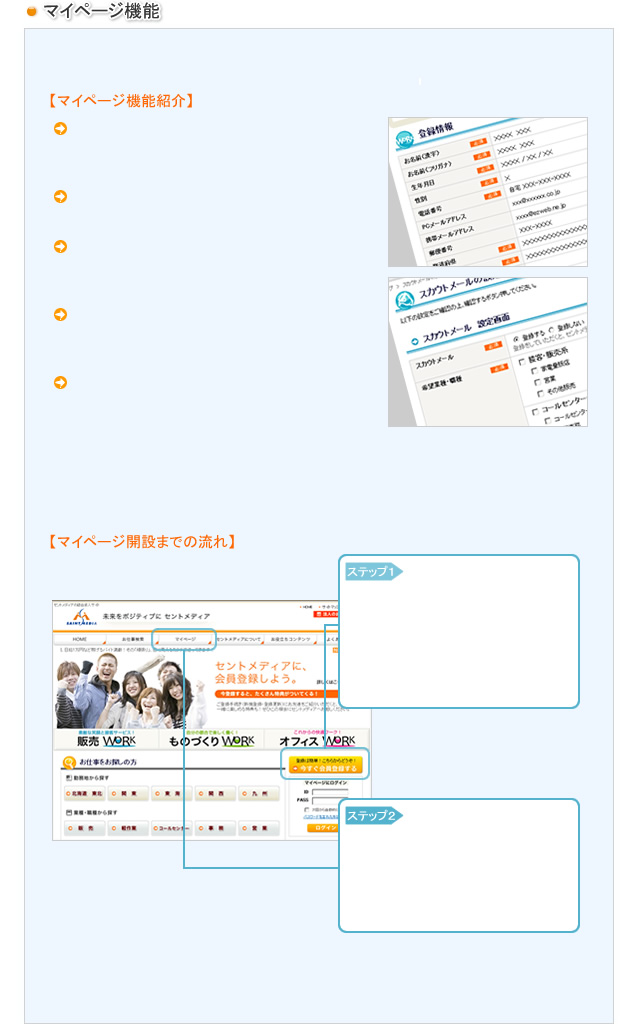 マイページ機能
【マイページ機能紹介】
登録情報
お名前(漢字) 必須 XXXX XXX
お名前(フリガナ) 必須 XXXX XXX
生年月日 必須 XXXX / XX / XX
性別 必須 X
電話番号 必須 自宅 XXX-XXX-XXXX
PCメールアドレス xxx@xxxxxx.co.jp
携帯メールアドレス xxxx@ezweb.ne.jp
郵便番号 XXX-XXXX
必須
必須
スカウトメールの
以下の設定をご確認の上、確認するボタン押してください。
スカウトメール 設定画面
スカウトメール 必須 登録する 登録しない
希望業種・職種 必須 接客・販売系
家電量販店
営業
その他販売
コールセンター
コールセンター
【マイページ開設までの流れ】
ステップ1
SAINTMEDIA
未来をポジティブに セントメディア
HOME
HOME お仕事検索 マイページ セントメディアについて お役立ちコンテンツ よく
セントメディアに、
会員登録しよう。
今登録すると、たくさん特典がついてくる!
販売 WORK ものづくり WORK オフィス WORK
お仕事をお探しの方
登録は簡単!こちらからどうぞ!
今すぐ会員登録する
勤務地から探す
マイページにログイン
ID
PASS
北海道 東北 関東 東海 関西 九州
業種・職種から探す
販売 軽作業 コールセンター 事務 営業
ログイン
ステップ2